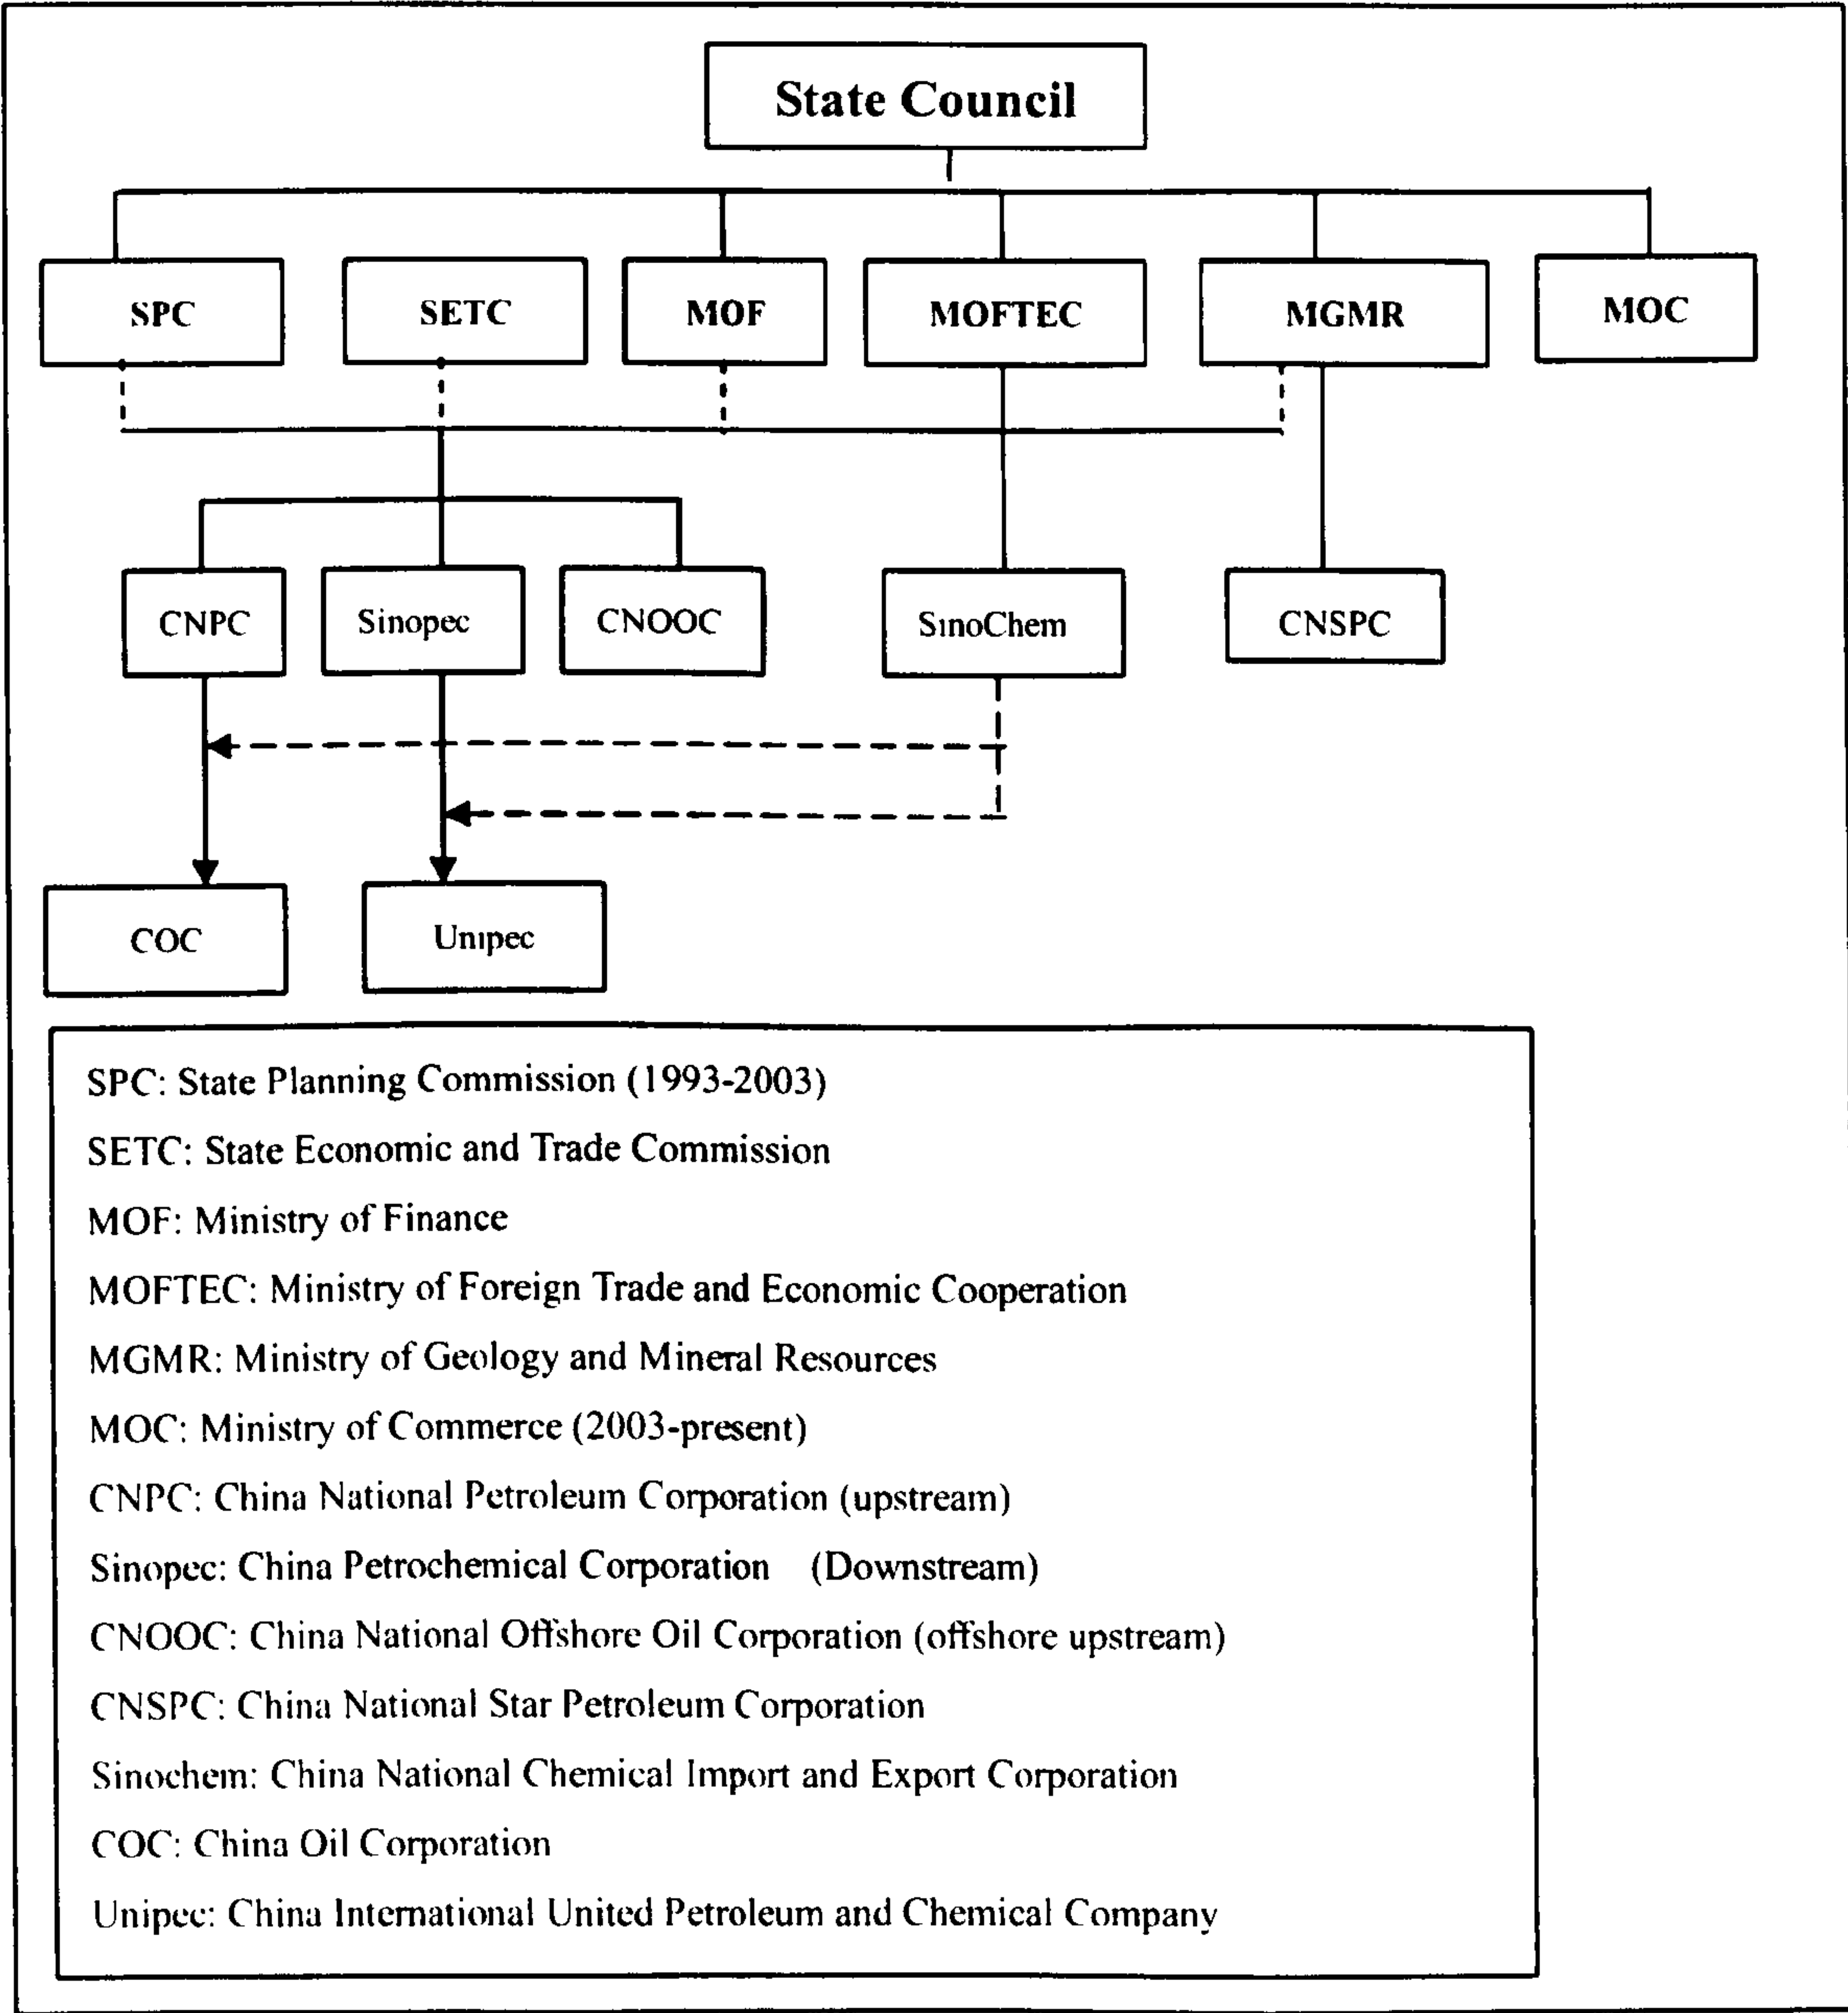 State Council
SPC
SETC
MOF
MOFTEC
MGMR
MOC
CNPC
Sinopec
CNOOC
SinoChem
CNSPC
COC
Unipec
SPC: State Planning Commission (1993-2003)
SETC: State Economic and Trade Commission
MOF: Ministry of Finance
MOFTEC: Ministry of Foreign Trade and Economic Cooperation
MGMR: Ministry of Geology and Mineral Resources
MOC: Ministry of Commerce (2003-present)
CNPC: China National Petroleum Corporation (upstream)
Sinopec: China Petrochemical Corporation (Downstream)
CNOOC: China National Offshore Oil Corporation (offshore upstream)
CNSPC: China National Star Petroleum Corporation
Sinochem: China National Chemical Import and Export Corporation
COC: China Oil Corporation
Unipec: China International United Petroleum and Chemical Company